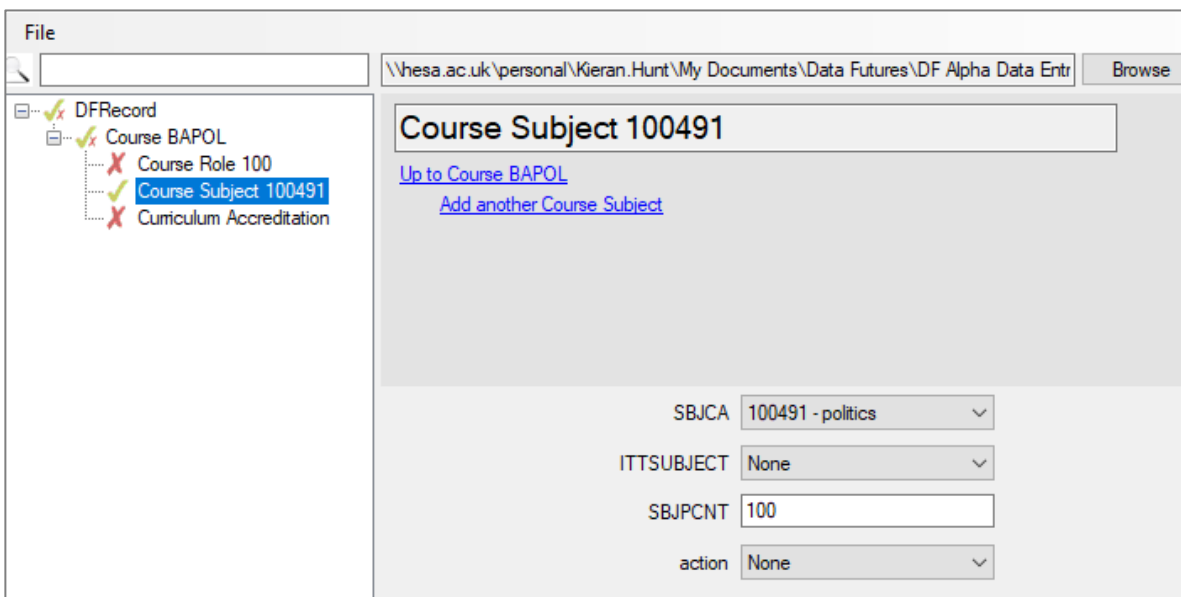 File
\\hesa.ac.uk\personal\Kieran.Hunt\My Documents\Data Futures\DF Alpha Data Entr
Browse
DFRecord
Course BAPOL
Course Role 100
Course Subject 100491
Curriculum Accreditation
Course Subject 100491
Up to Course BAPOL
Add another Course Subject
SBJCA 100491 - politics
ITTSUBJECT None
SBJPCNT 100
action None